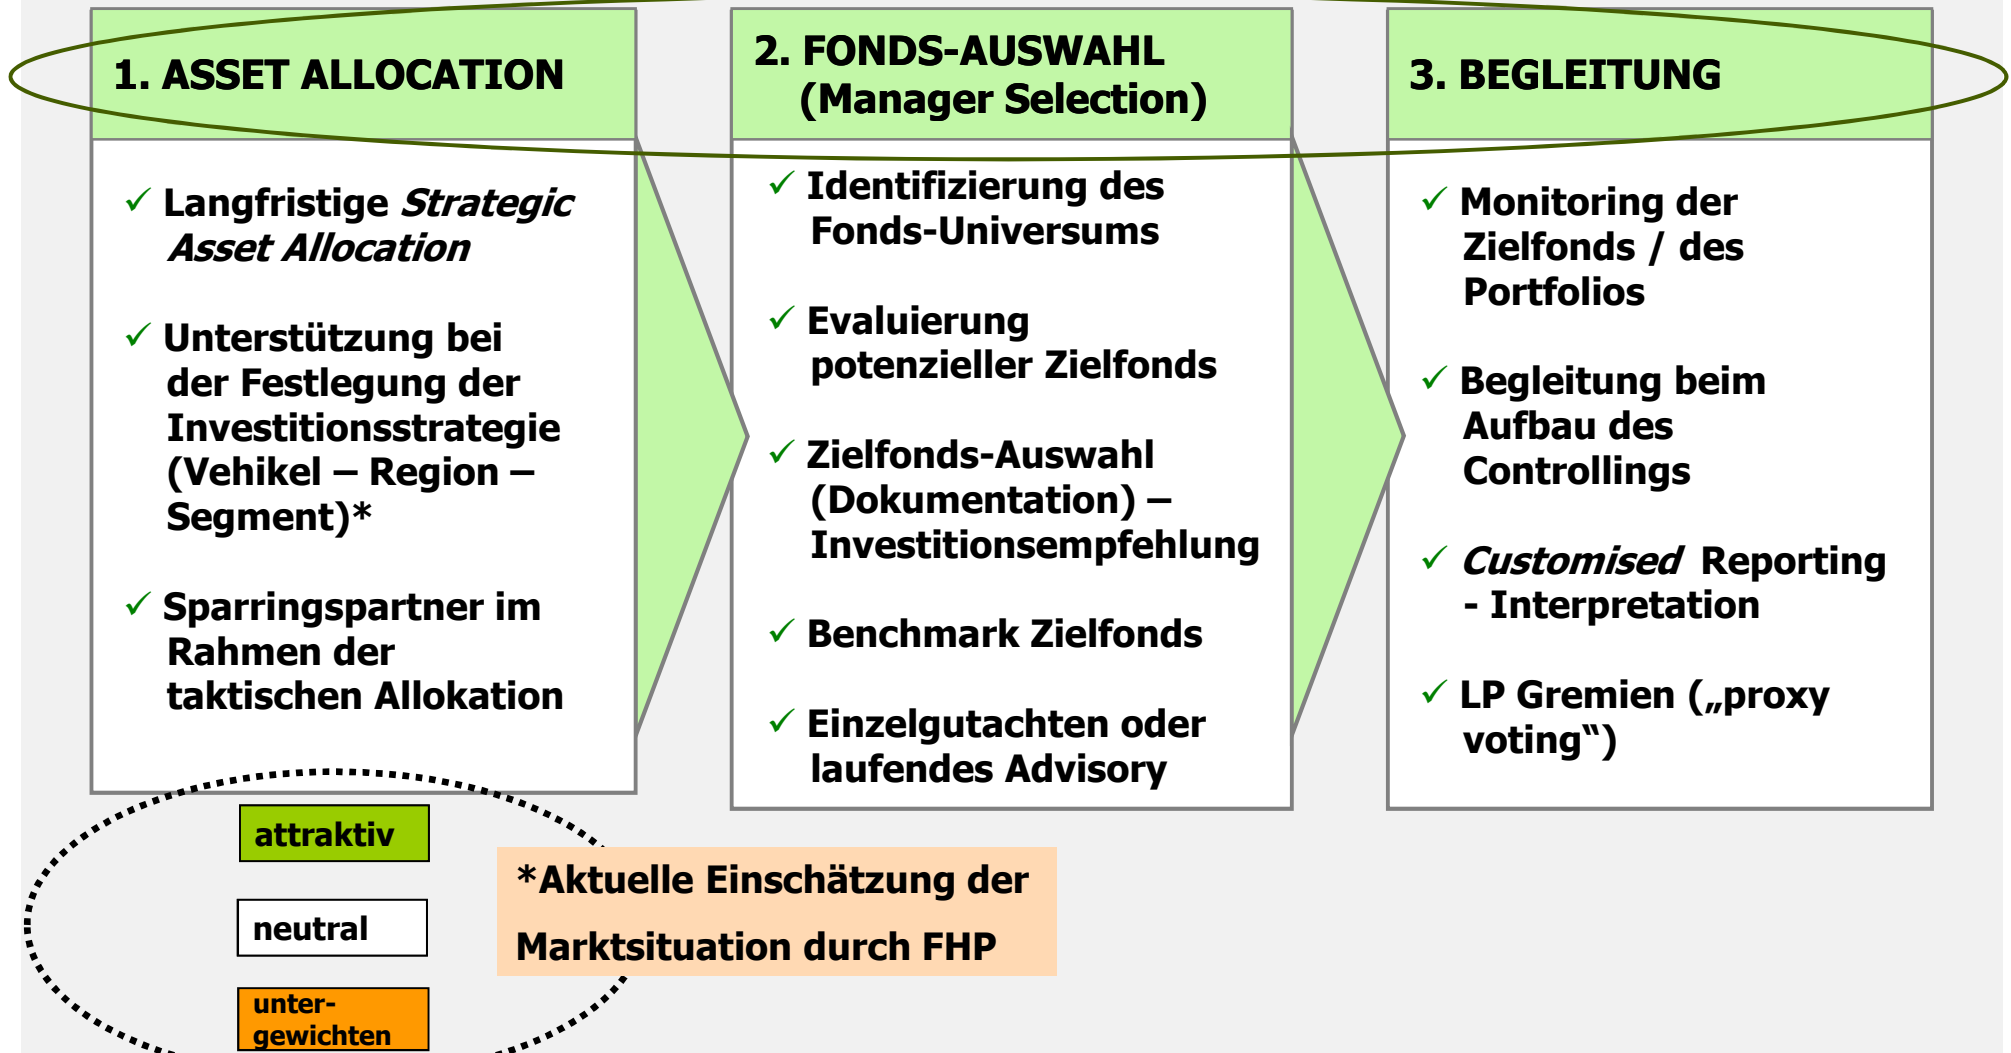 1. ASSET ALLOCATION
✓ Langfristige Strategic
Asset Allocation
✓ Unterstützung bei
der Festlegung der
Investitionsstrategie
(Vehikel – Region –
Segment)*
✓ Sparringspartner im
Rahmen der
taktischen Allokation
2. FONDS-AUSWAHL
(Manager Selection)
✓ Identifizierung des
Fonds-Universums
✓ Evaluierung
potenzieller Zielfonds
✓ Zielfonds-Auswahl
(Dokumentation) –
Investitionsempfehlung
✓ Benchmark Zielfonds
✓ Einzelgutachten oder
laufendes Advisory
3. BEGLEITUNG
✓ Monitoring der
Zielfonds / des
Portfolios
✓ Begleitung beim
Aufbau des
Controllings
✓ Customised Reporting
- Interpretation
✓ LP Gremien („proxy
voting“)
attraktiv
neutral
unter-
gewichten
*Aktuelle Einschätzung der
Marktsituation durch FHP